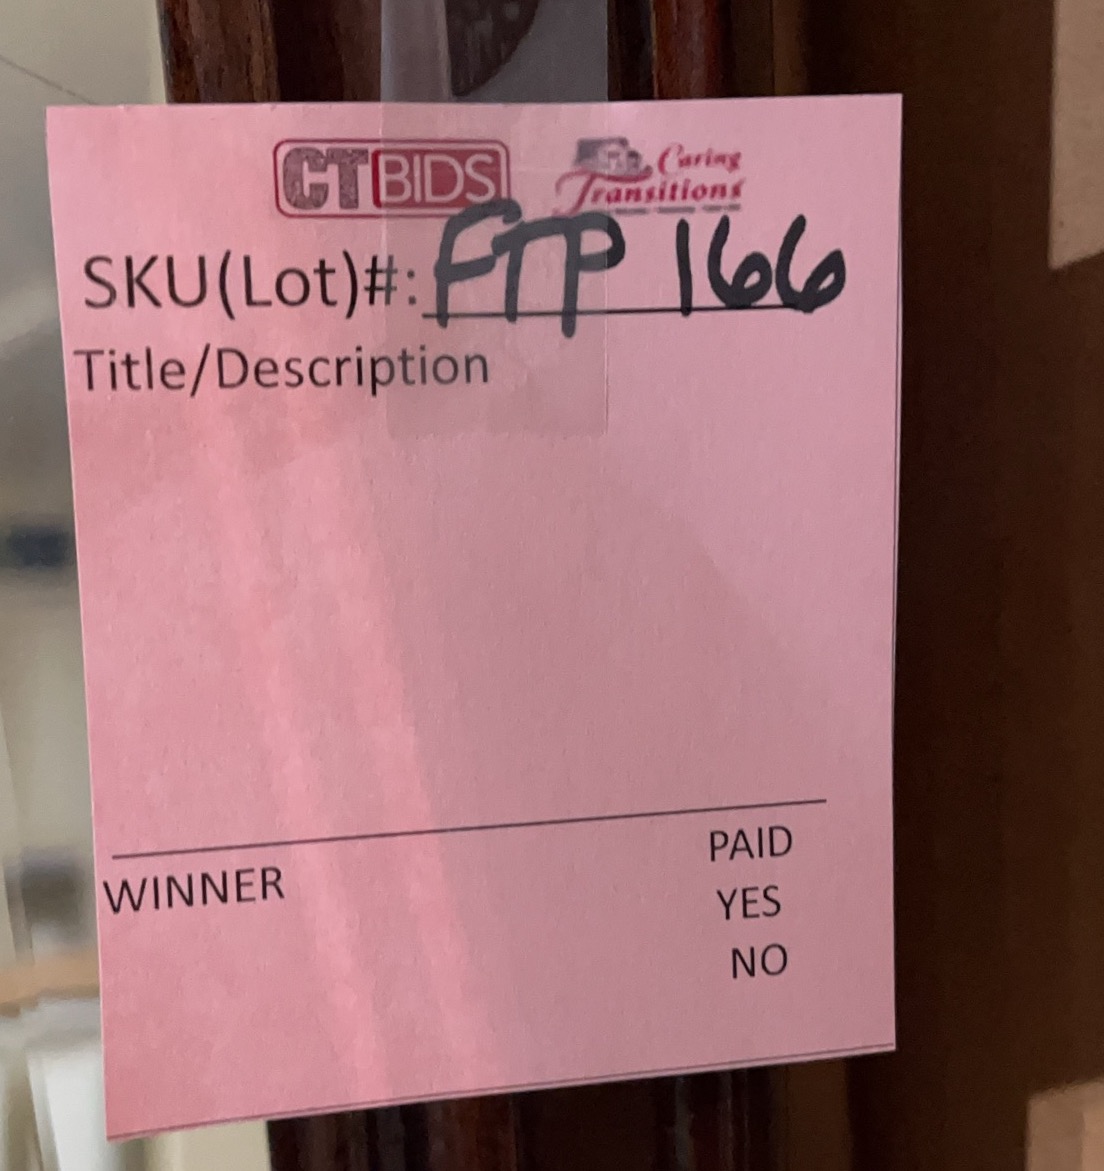 CTBIDS Caring Transitions
SKU(Lot)#: FTP 166
Title/Description
WINNER PAID
YES
NO